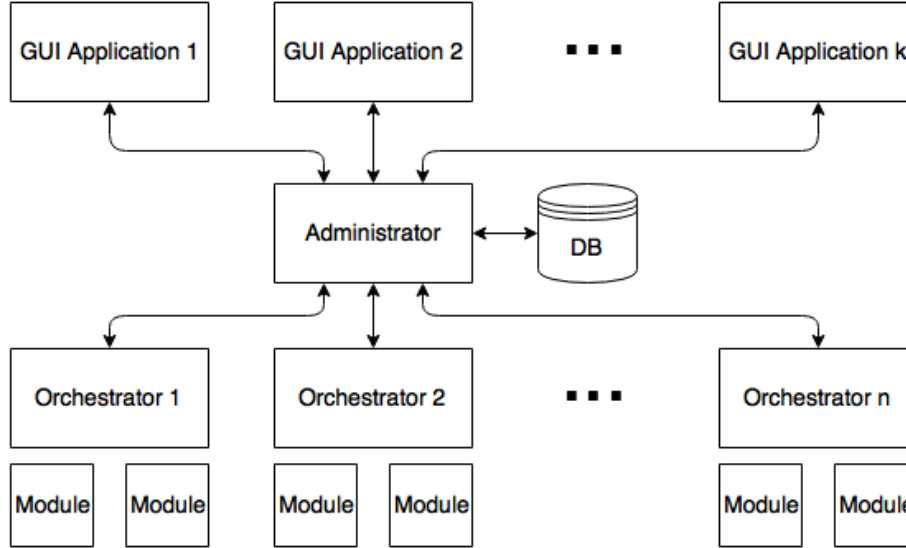 GUI Application 1
GUI Application 2
GUI Application k
Administrator
DB
Orchestrator 1
Orchestrator 2
Orchestrator n
Module
Module
Module
Module
Module
Module